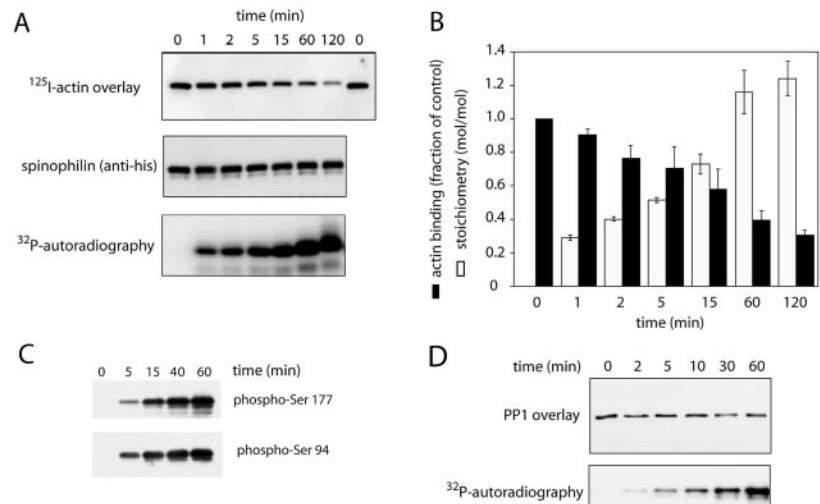 A
time (min)
0 1 2 5 15 60 120 0
¹²⁵I-actin overlay
spinophilin (anti-his)
³²P-autoradiography
B
actin binding (fraction of control)
stoichiometry (mol/mol)
1.4
1.2
1.0
0.8
0.6
0.4
0.2
0
0 1 2 5 15 60 120
time (min)
C
0 5 15 40 60 time (min)
phospho-Ser 177
phospho-Ser 94
D
time (min) 0 2 5 10 30 60
PP1 overlay
³²P-autoradiography